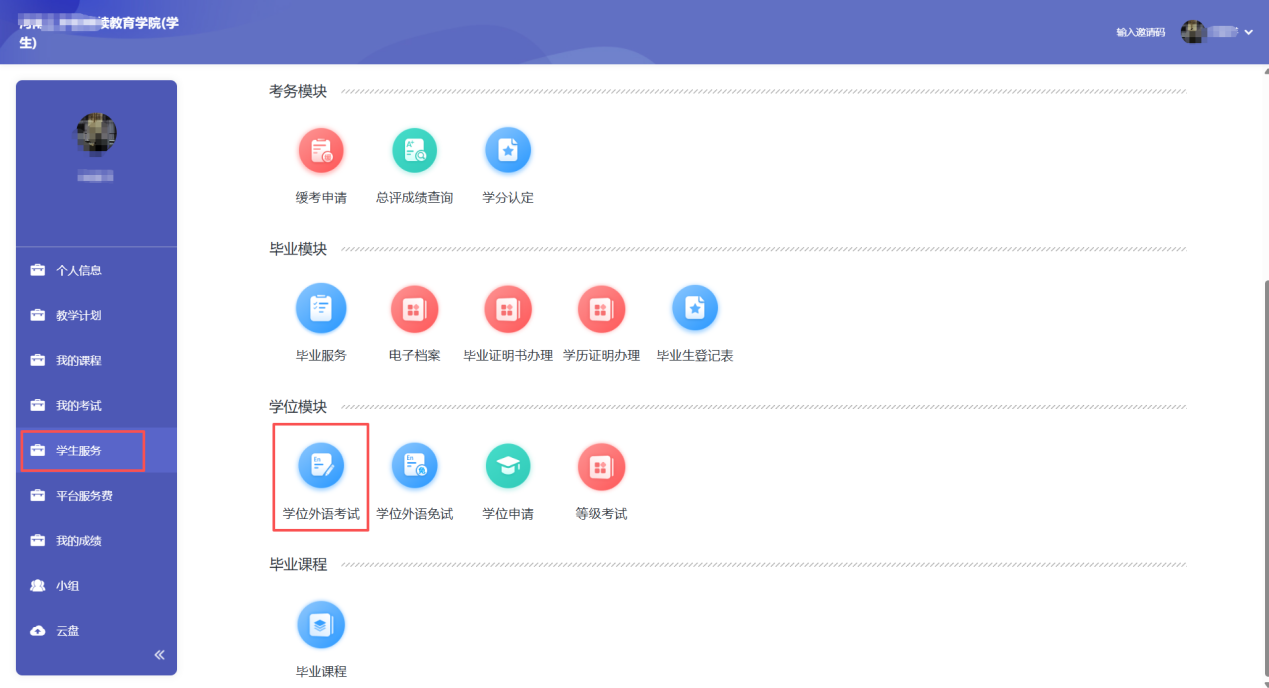 续教育学院(学
生)
输入邀请码
个人信息
教学计划
我的课程
我的考试
学生服务
平台服务费
我的成绩
小组
云盘
考务模块
缓考申请 总评成绩查询 学分认定
毕业模块
毕业服务 电子档案 毕业证明书办理 学历证明办理 毕业生登记表
学位模块
学位外语考试 学位外语免试 学位申请 等级考试
毕业课程
毕业课程